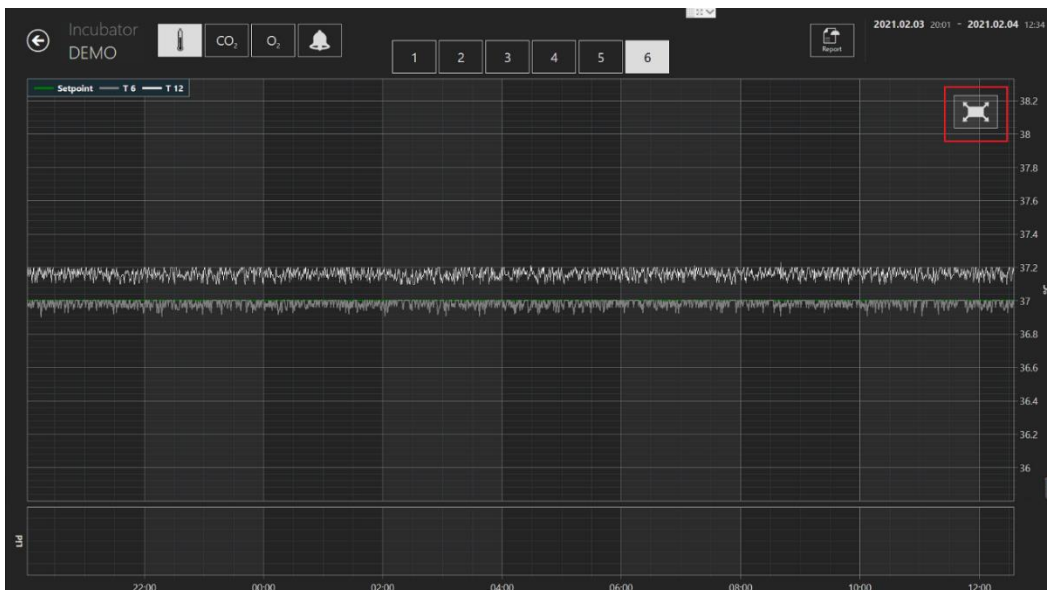 Incubator
DEMO
CO₂
O₂
1 2 3 4 5 6
Report
2021.02.03 20:01 - 2021.02.04 12:34
Setpoint T 6 T 12
38.2
38
37.8
37.6
37.4
37.2
37
36.8
36.6
36.4
36.2
36
Lid
22:00 00:00 02:00 04:00 06:00 08:00 10:00 12:00